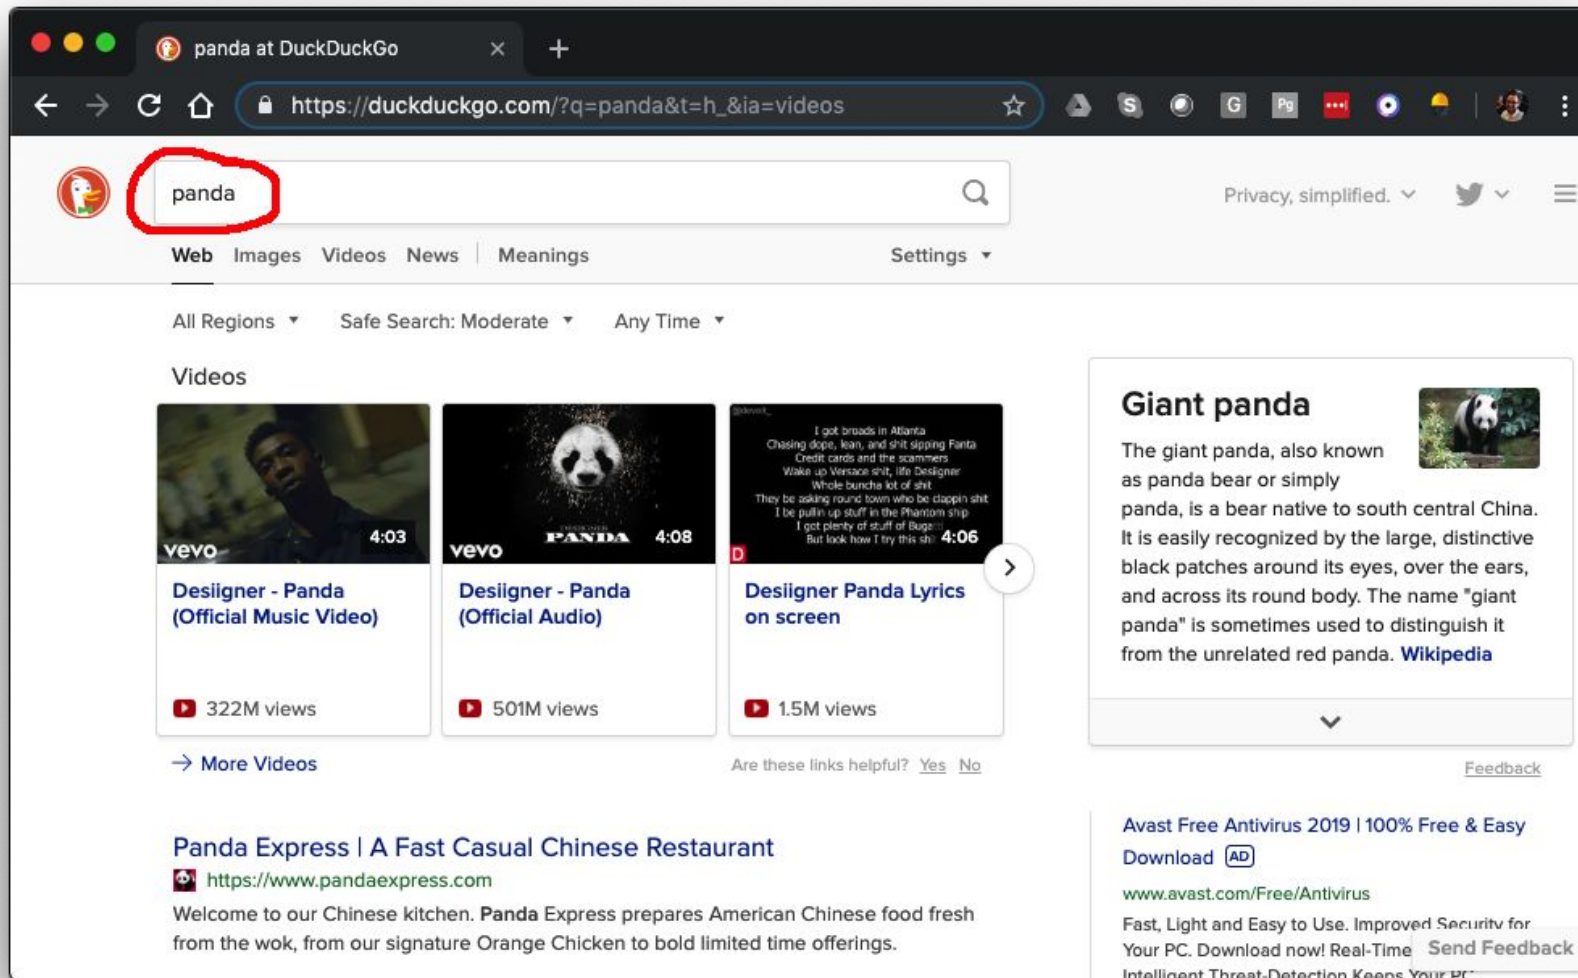 panda at DuckDuckGo
https://duckduckgo.com/?q=panda&t=h_&ia=videos
panda
Privacy, simplified.
Web Images Videos News Meanings Settings
All Regions Safe Search: Moderate Any Time
Videos
vevo 4:03
Desiigner - Panda
(Official Music Video)
322M views
PANDA
vevo 4:08
Desiigner - Panda
(Official Audio)
501M views
I got broads in Atlanta
Chasing dope, lean, and shit sipping Fanta
Credit cards and the scammers
Wake up Versace shit, life Desiigner
Whole buncha lot of shit
They be asking round town who be clappin shit
I be pullin up stuff in the Phantom ship
I got plenty of stuff of
But look how I try this 4:06
D
Desiigner Panda Lyrics
on screen
1.5M views
More Videos
Are these links helpful? Yes No
Panda Express | A Fast Casual Chinese Restaurant
https://www.pandaexpress.com
Welcome to our Chinese kitchen. Panda Express prepares American Chinese food fresh
from the wok, from our signature Orange Chicken to bold limited time offerings.
Giant panda
The giant panda, also known
as panda bear or simply
panda, is a bear native to south central China.
It is easily recognized by the large, distinctive
black patches around its eyes, over the ears,
and across its round body. The name "giant
panda" is sometimes used to distinguish it
from the unrelated red panda. Wikipedia
Feedback
Avast Free Antivirus 2019 | 100% Free & Easy
Download AD
www.avast.com/Free/Antivirus
Fast, Light and Easy to Use. Improved Security for
Your PC. Download now! Real-Time
Intelligent Threat-Detection Keeps Your PC
Send Feedback